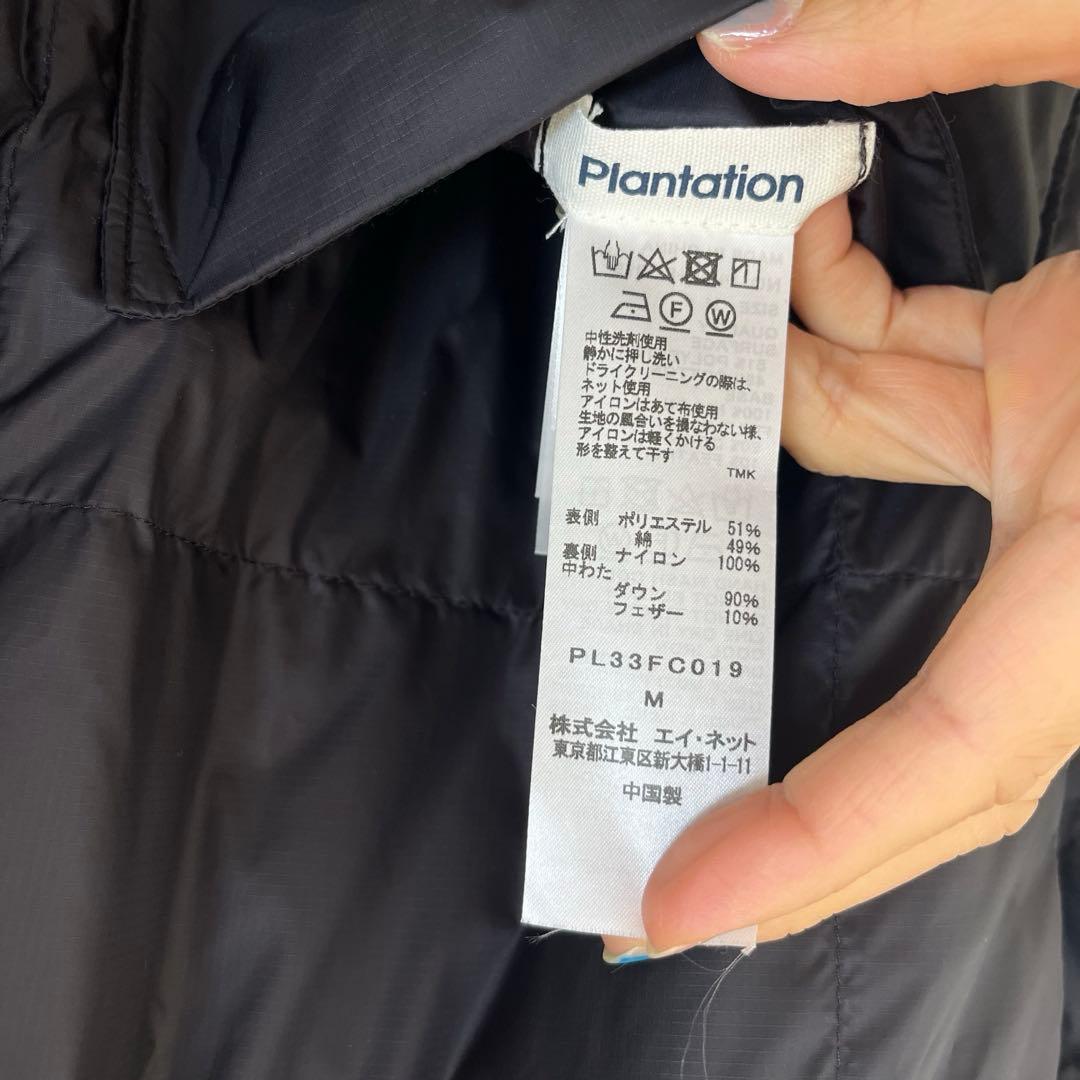 Plantation
F W
中性洗剤使用
静かに押し洗い
ドライクリーニングの際は、
ネット使用
アイロンはあて布使用
生地の風合いを損なわない様、
アイロンは軽くかける
形を整えて干す
TMK
表側 ポリエステル 51%
綿 49%
裏側 ナイロン 100%
中わた
ダウン 90%
フェザー 10%
PL33FC019
M
株式会社 エイ・ネット
東京都江東区新大橋1-1-11
中国製